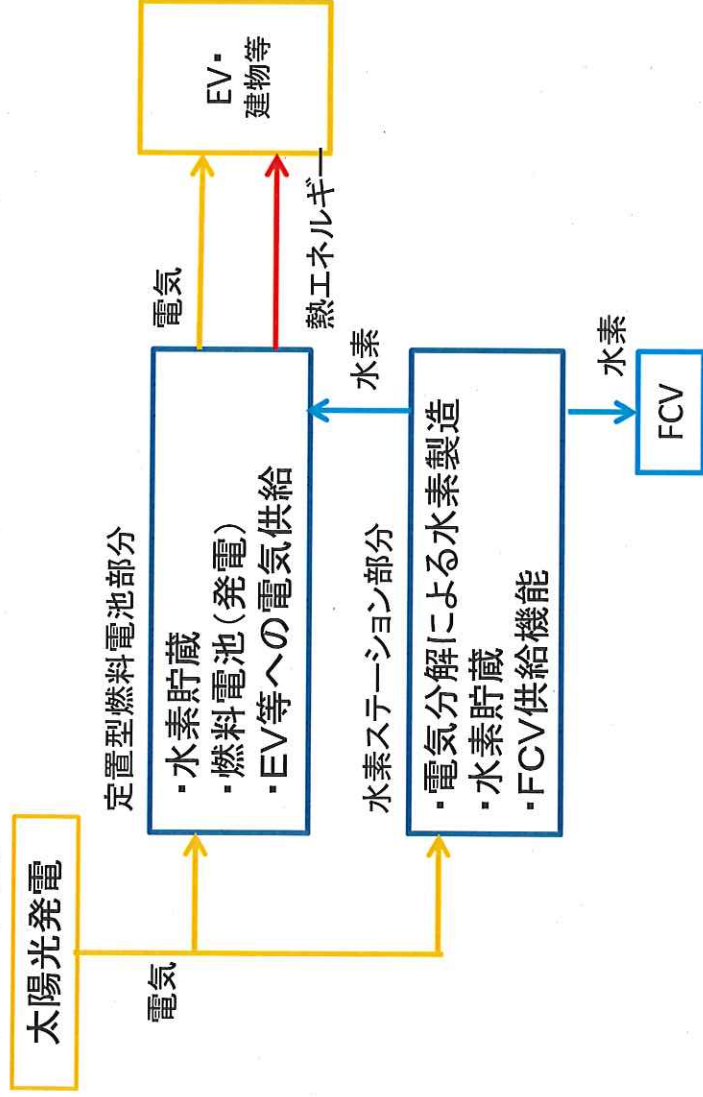 太陽光発電
電気
定置型燃料電池部分
・水素貯蔵
・燃料電池(発電)
・EV等への電気供給
電気
熱エネルギー
EV・
建物等
水素
水素ステーション部分
・電気分解による水素製造
・水素貯蔵
・FCV供給機能
水素
FCV